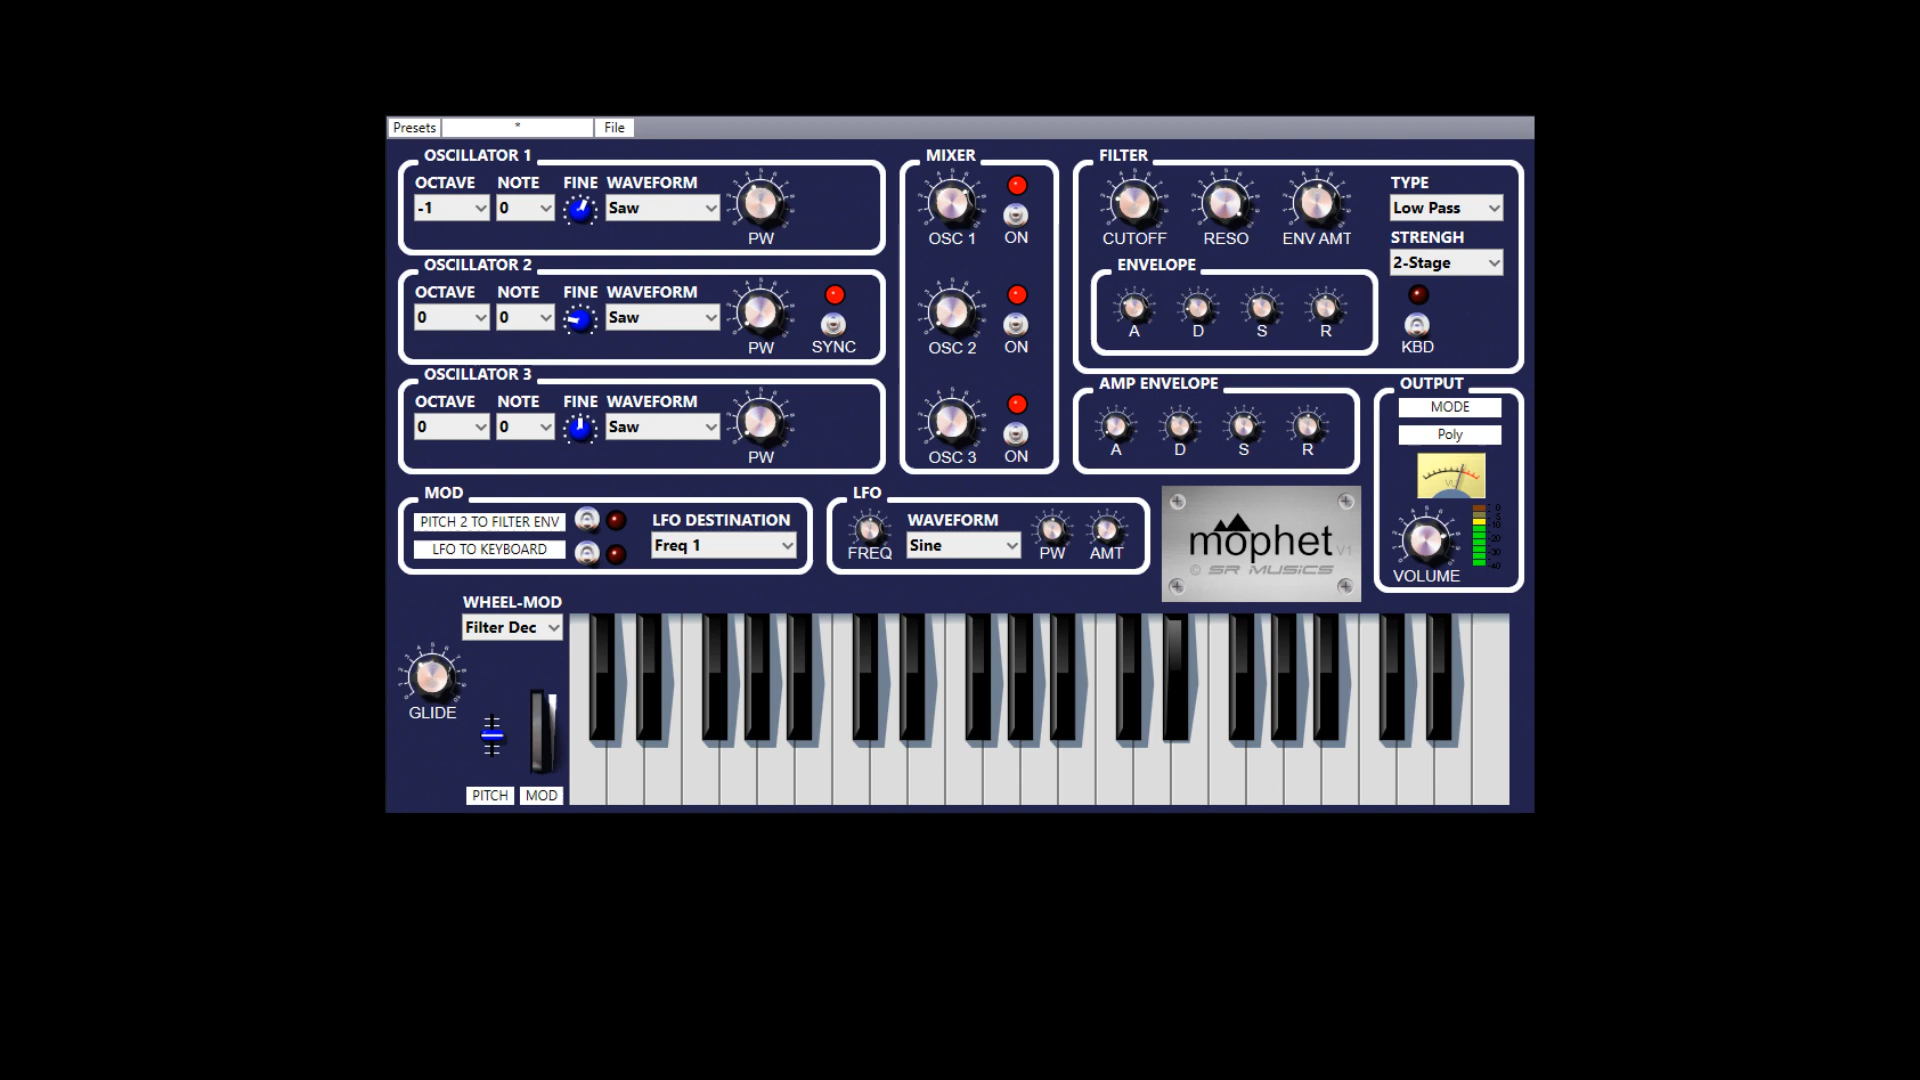 Presets * File
OSCILLATOR 1
OCTAVE NOTE FINE WAVEFORM
-1 0 Saw
PW
OSCILLATOR 2
OCTAVE NOTE FINE WAVEFORM
0 0 Saw
PW SYNC
OSCILLATOR 3
OCTAVE NOTE FINE WAVEFORM
0 0 Saw
PW
MIXER
OSC 1 ON
OSC 2 ON
OSC 3 ON
FILTER
CUTOFF RESO ENV AMT
TYPE
Low Pass
STRENGH
2-Stage
KBD
ENVELOPE
A D S R
AMP ENVELOPE
A D S R
OUTPUT
MODE
Poly
VU
VOLUME
MOD
PITCH 2 TO FILTER ENV
LFO TO KEYBOARD
LFO DESTINATION
Freq 1
LFO
FREQ
WAVEFORM
Sine
PW AMT
mophet V1
© SR MUSICS
WHEEL-MOD
Filter Dec
GLIDE
PITCH MOD